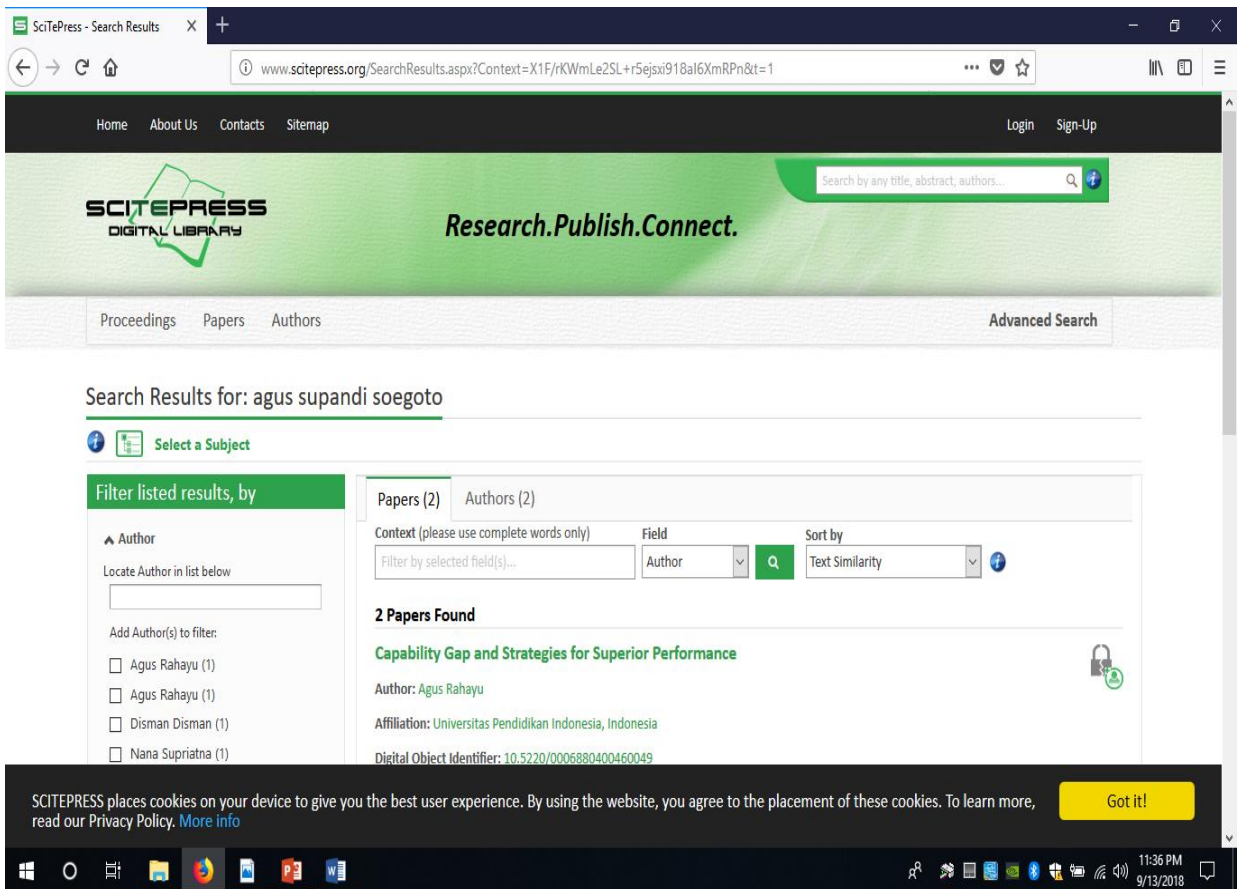 SciTePress - Search Results
www.scitepress.org/SearchResults.aspx?Context=X1F/rKWmLe2SL+r5ejsxi918aI6XmRPn&t=1
Home About Us Contacts Sitemap Login Sign-Up
Search by any title, abstract, authors...
SCITEPRESS
DIGITAL LIBRARY
Research.Publish.Connect.
Proceedings Papers Authors Advanced Search
Search Results for: agus supandi soegoto
Select a Subject
Filter listed results, by
Author
Locate Author in list below
Add Author(s) to filter:
Agus Rahayu (1)
Agus Rahayu (1)
Disman Disman (1)
Nana Supriatna (1)
Papers (2) Authors (2)
Context (please use complete words only) Field Sort by
Filter by selected field(s)... Author Text Similarity
2 Papers Found
Capability Gap and Strategies for Superior Performance
Author: Agus Rahayu
Affiliation: Universitas Pendidikan Indonesia, Indonesia
Digital Object Identifier: 10.5220/0006880400460049
SCITEPRESS places cookies on your device to give you the best user experience. By using the website, you agree to the placement of these cookies. To learn more,
read our Privacy Policy. More info
Got it!
11:36 PM
9/13/2018